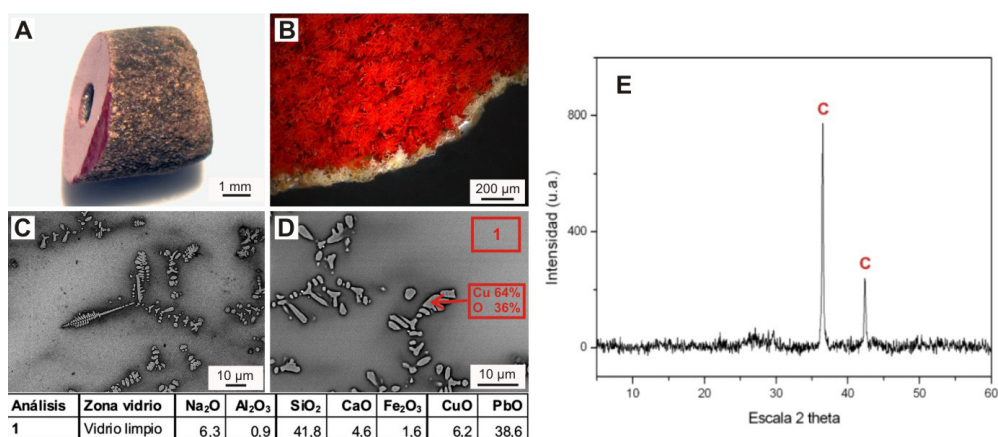 A
1 mm
B
200 µm
C
10 µm
D
1
Cu 64%
O 36%
10 µm
Análisis Zona vidrio Na₂O Al₂O₃ SiO₂ CaO Fe₂O₃ CuO PbO
1 Vidrio limpio 6.3 0.9 41.8 4.6 1.6 6.2 38.6
E
C
C
800
400
0
Intensidad (u.a.)
10 20 30 40 50 60
Escala 2 theta